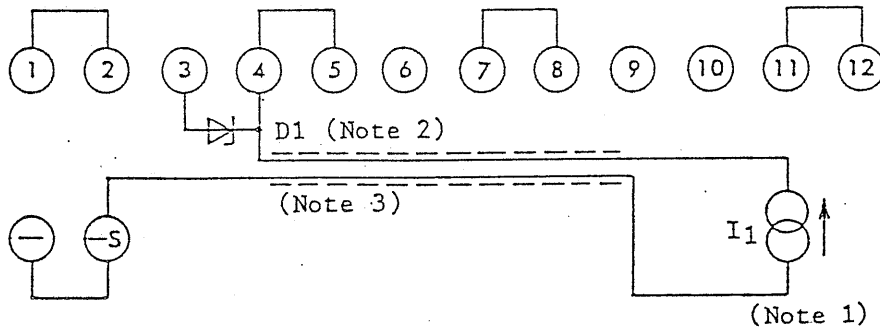 1 2 3 4 5 6 7 8 9 10 11 12
D1 (Note 2)
(Note 3)
— —S
I1
(Note 1)